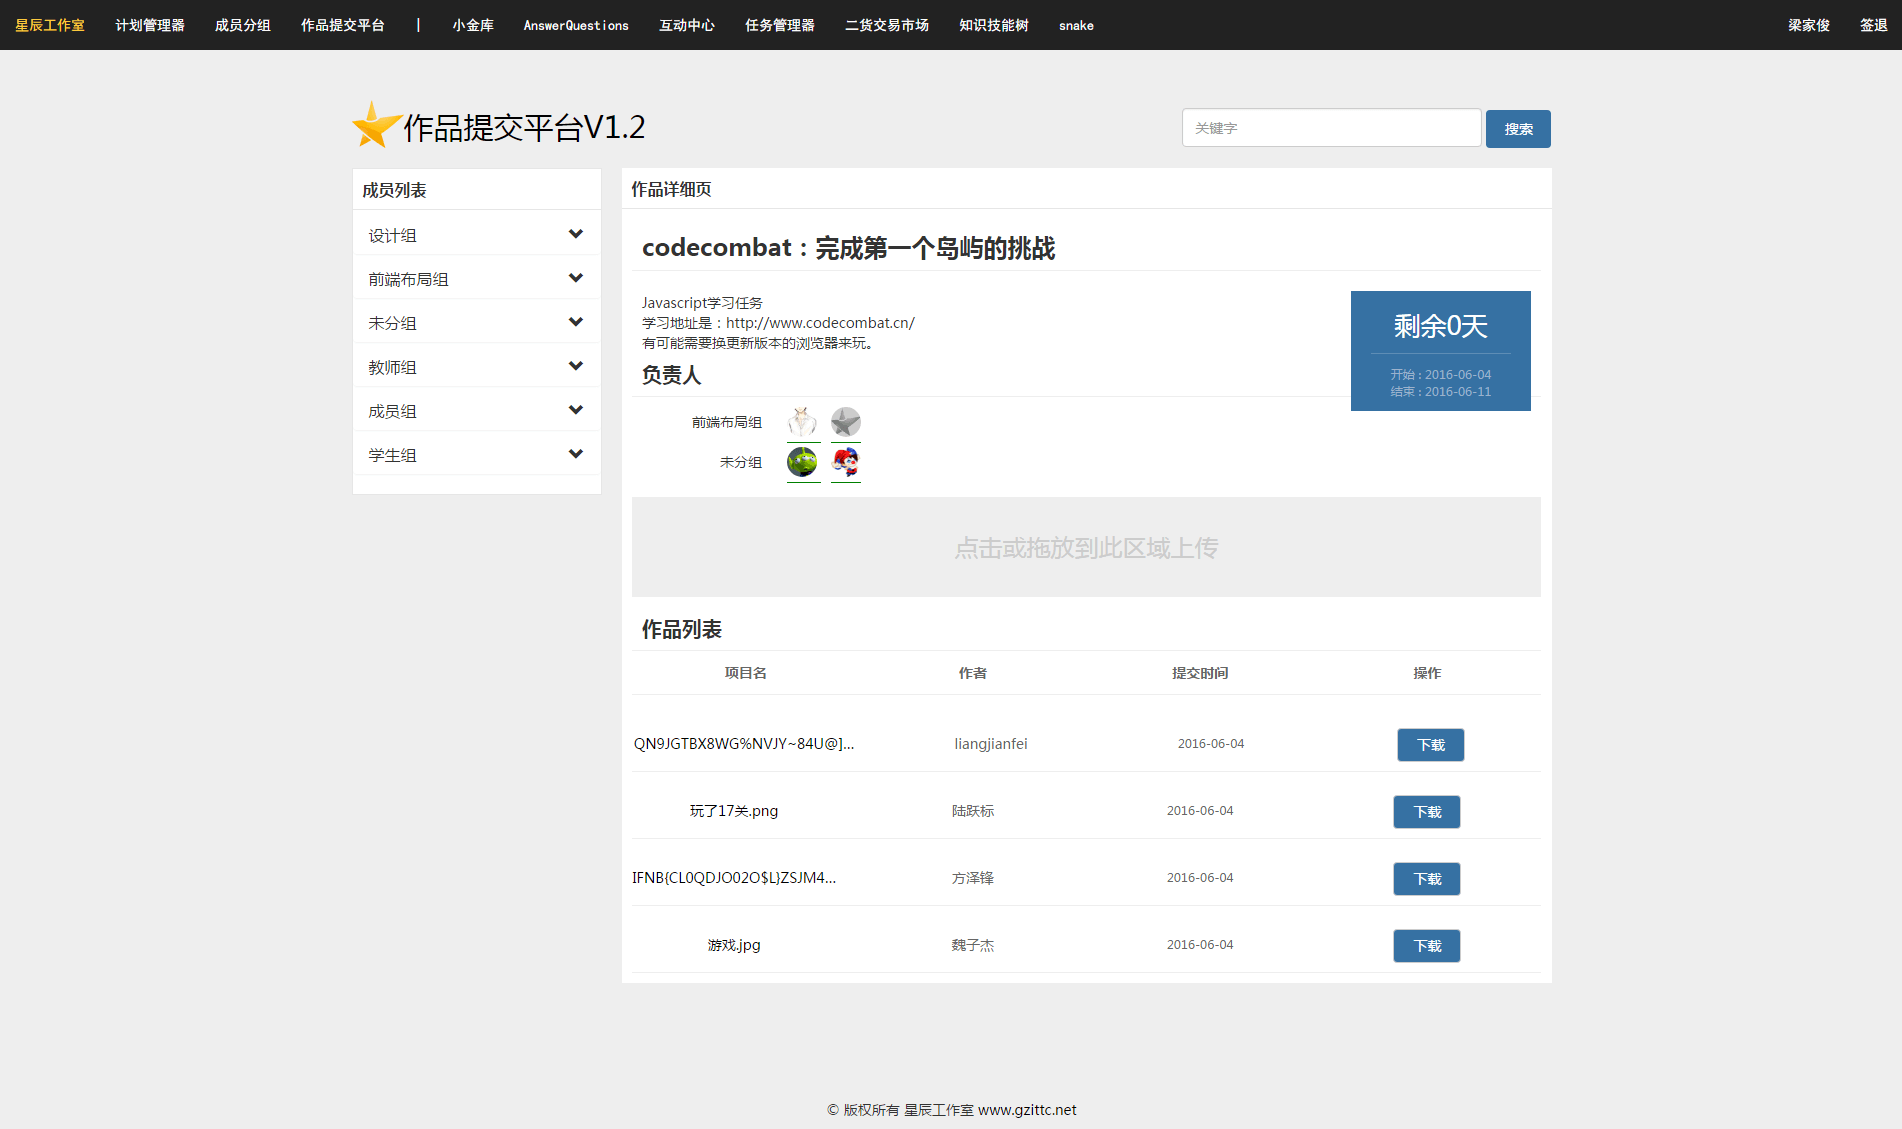 星辰工作室 计划管理器 成员分组 作品提交平台 | 小金库 AnswerQuestions 互动中心 任务管理器 二货交易市场 知识技能树 snake 梁家俊 签退
作品提交平台V1.2
关键字 搜索
成员列表
设计组
前端布局组
未分组
教师组
成员组
学生组
作品详细页
codecombat：完成第一个岛屿的挑战
Javascript学习任务
学习地址是：http://www.codecombat.cn/
有可能需要换更新版本的浏览器来玩。
剩余0天
开始 : 2016-06-04
结束 : 2016-06-11
负责人
前端布局组
未分组
点击或拖放到此区域上传
作品列表
项目名 作者 提交时间 操作
QN9JGTBX8WG%NVJY~84U@]... liangjianfei 2016-06-04 下载
玩了17关.png 陆跃标 2016-06-04 下载
IFNB{CL0QDJO02O$L}ZSJM4... 方泽锋 2016-06-04 下载
游戏.jpg 魏子杰 2016-06-04 下载
© 版权所有 星辰工作室 www.gzittc.net